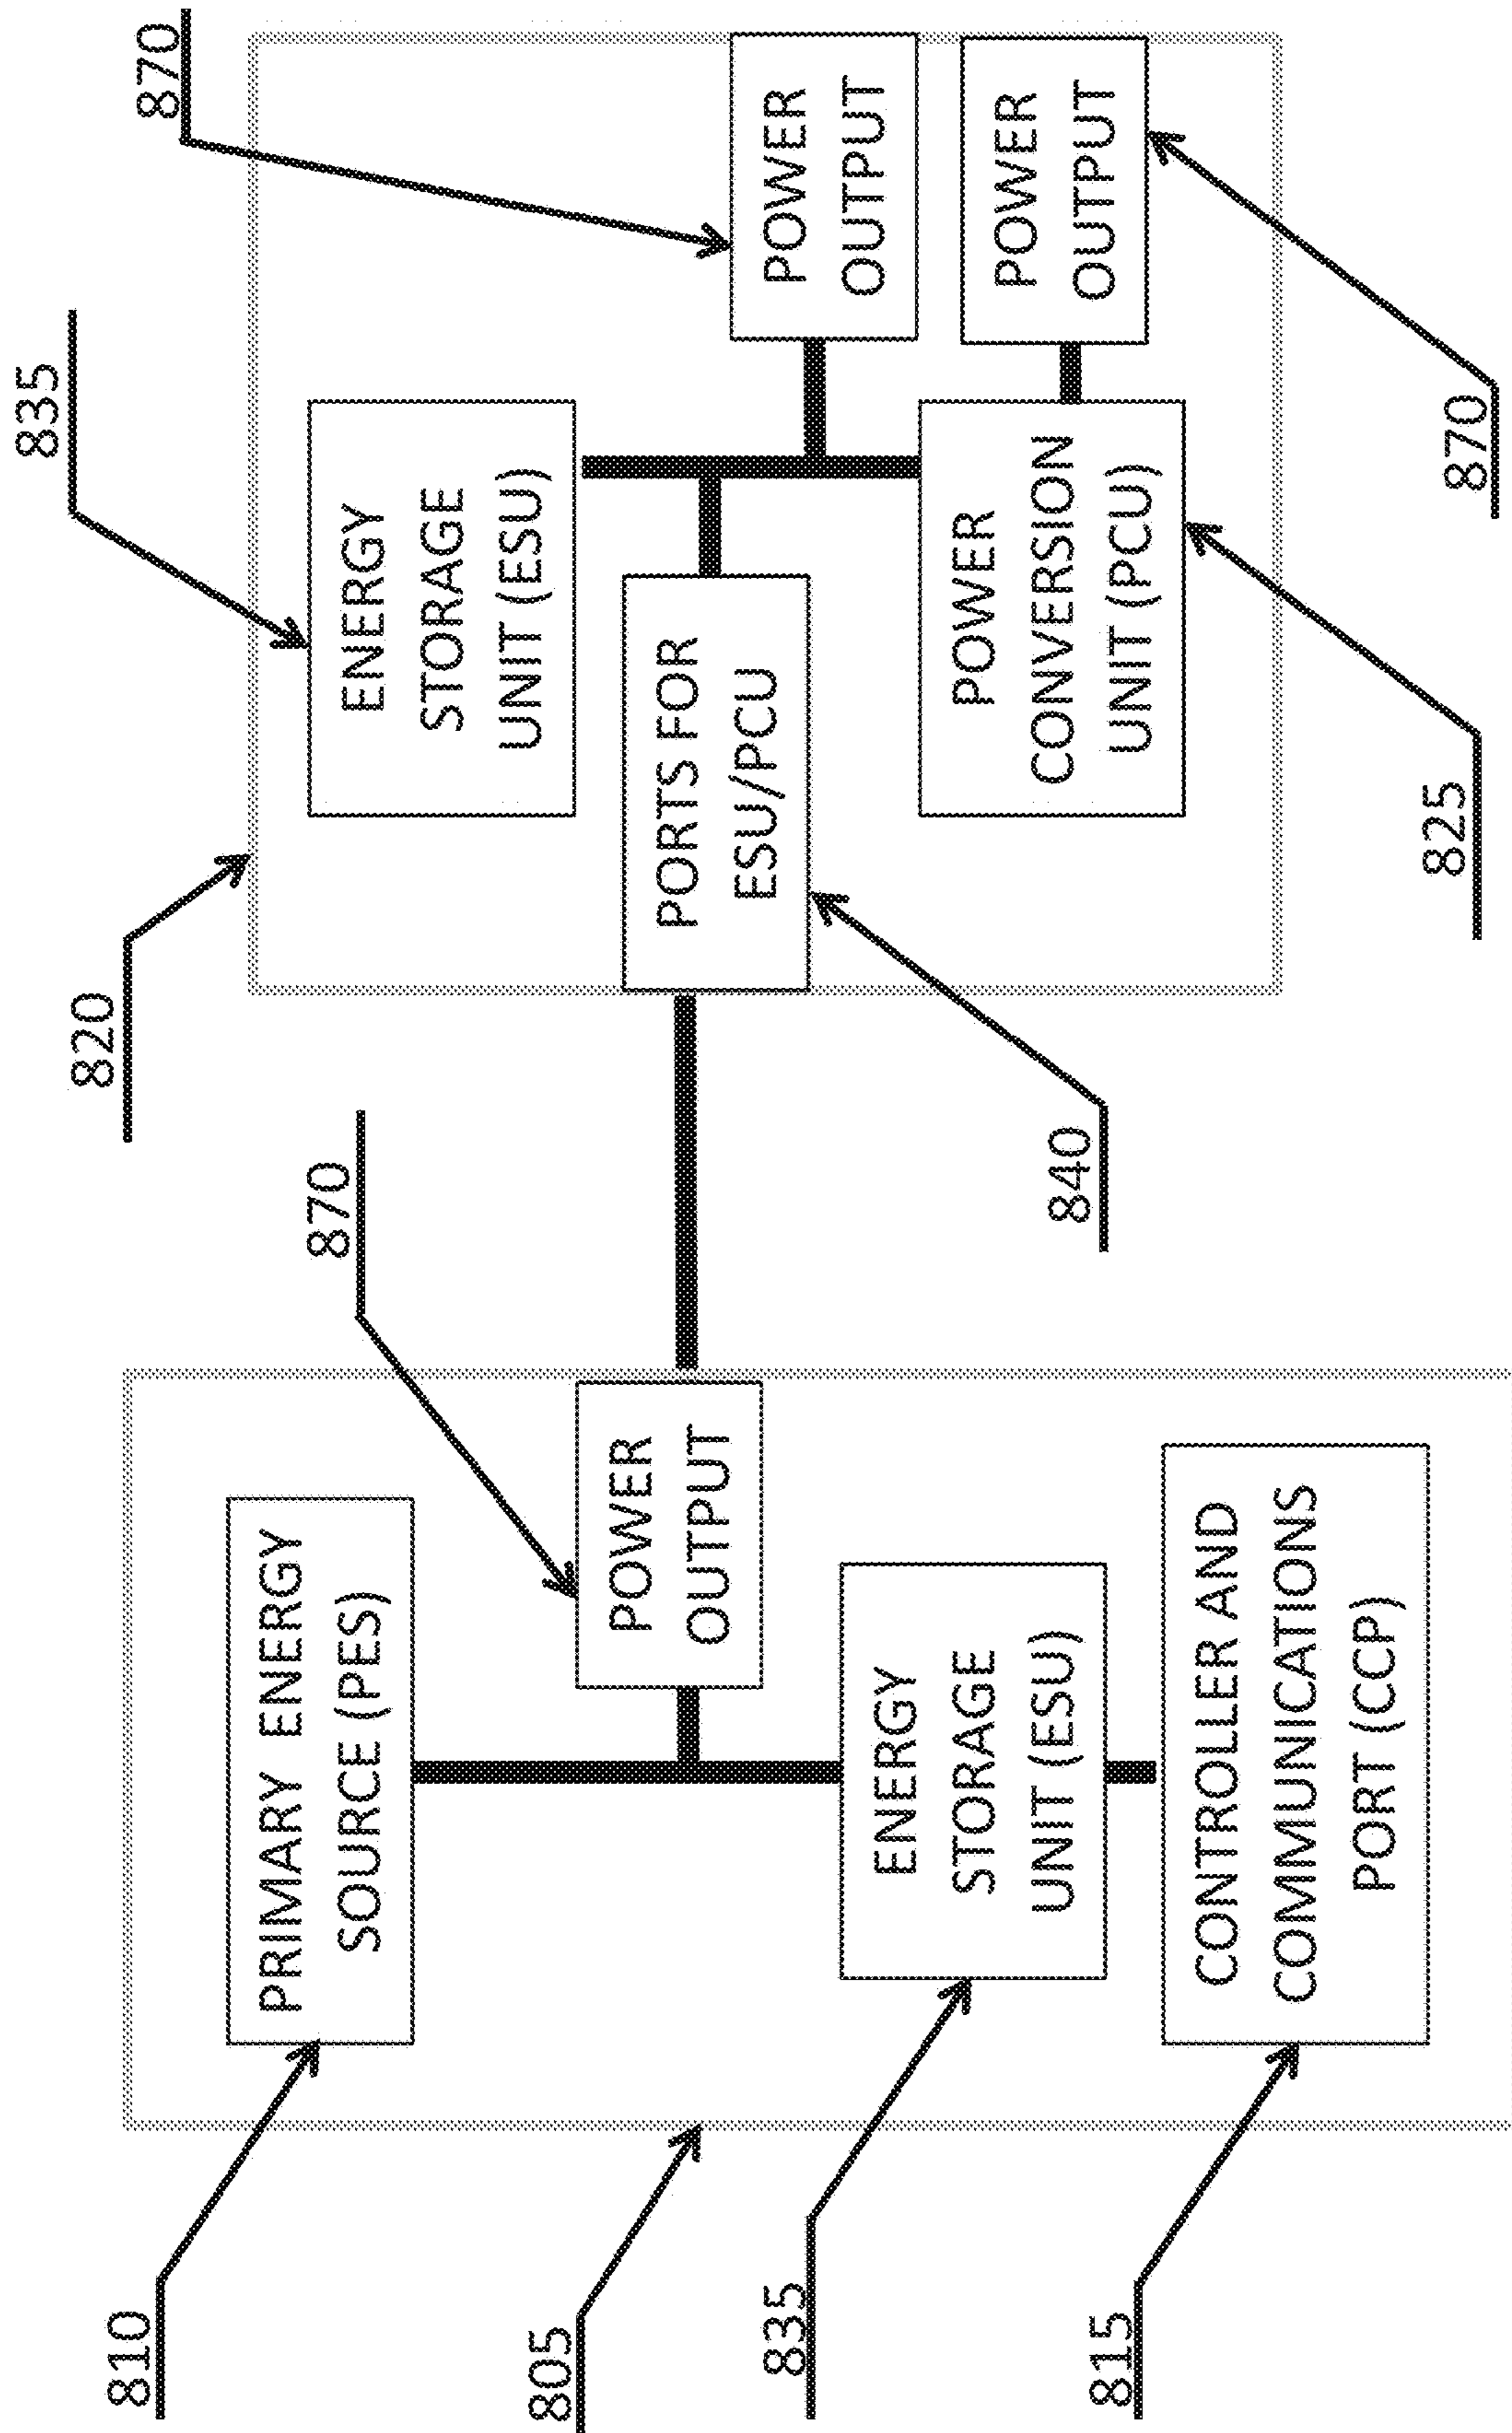 810
PRIMARY ENERGY
SOURCE (PES)
870
POWER
OUTPUT
805
835
ENERGY
STORAGE
UNIT (ESU)
815
CONTROLLER AND
COMMUNICATIONS
PORT (CCP)
820
835
ENERGY
STORAGE
UNIT (ESU)
870
POWER
OUTPUT
PORTS FOR
ESU/PCU
840
POWER
CONVERSION
UNIT (PCU)
825
POWER
OUTPUT
870